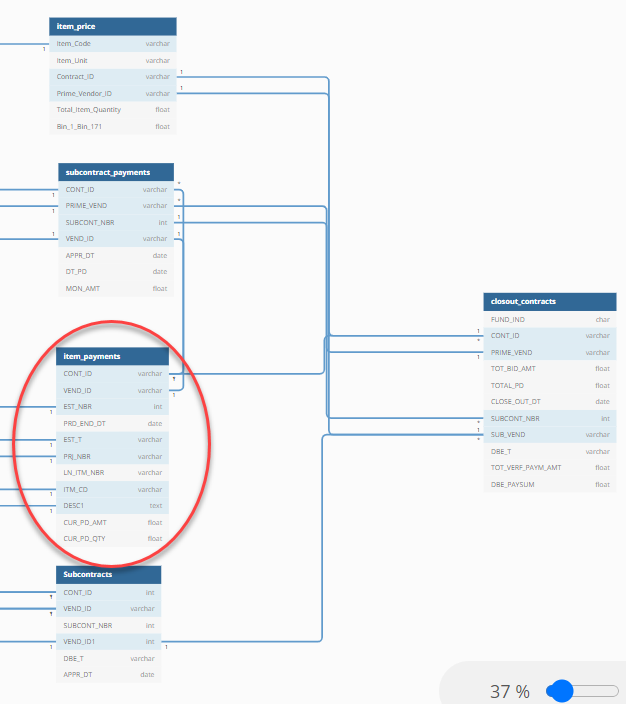 item_price
Item_Code varchar
Item_Unit varchar
Contract_ID varchar
Prime_Vendor_ID varchar
Total_Item_Quantity float
Bin_1_Bin_171 float
subcontract_payments
CONT_ID varchar
PRIME_VEND varchar
SUBCONT_NBR int
VEND_ID varchar
APPR_DT date
DT_PD date
MON_AMT float
closout_contracts
FUND_IND char
CONT_ID varchar
PRIME_VEND varchar
TOT_BID_AMT float
TOTAL_PD float
CLOSE_OUT_DT date
SUBCONT_NBR int
SUB_VEND varchar
DBE_T varchar
TOT_VERF_PAYM_AMT float
DBE_PAYSUM float
item_payments
CONT_ID varchar
VEND_ID varchar
EST_NBR int
PRD_END_DT date
EST_T varchar
PRJ_NBR varchar
LN_ITM_NBR varchar
ITM_CD varchar
DESC1 text
CUR_PD_AMT float
CUR_PD_QTY float
Subcontracts
CONT_ID int
VEND_ID varchar
SUBCONT_NBR int
VEND_ID1 int
DBE_T varchar
APPR_DT date
37 %